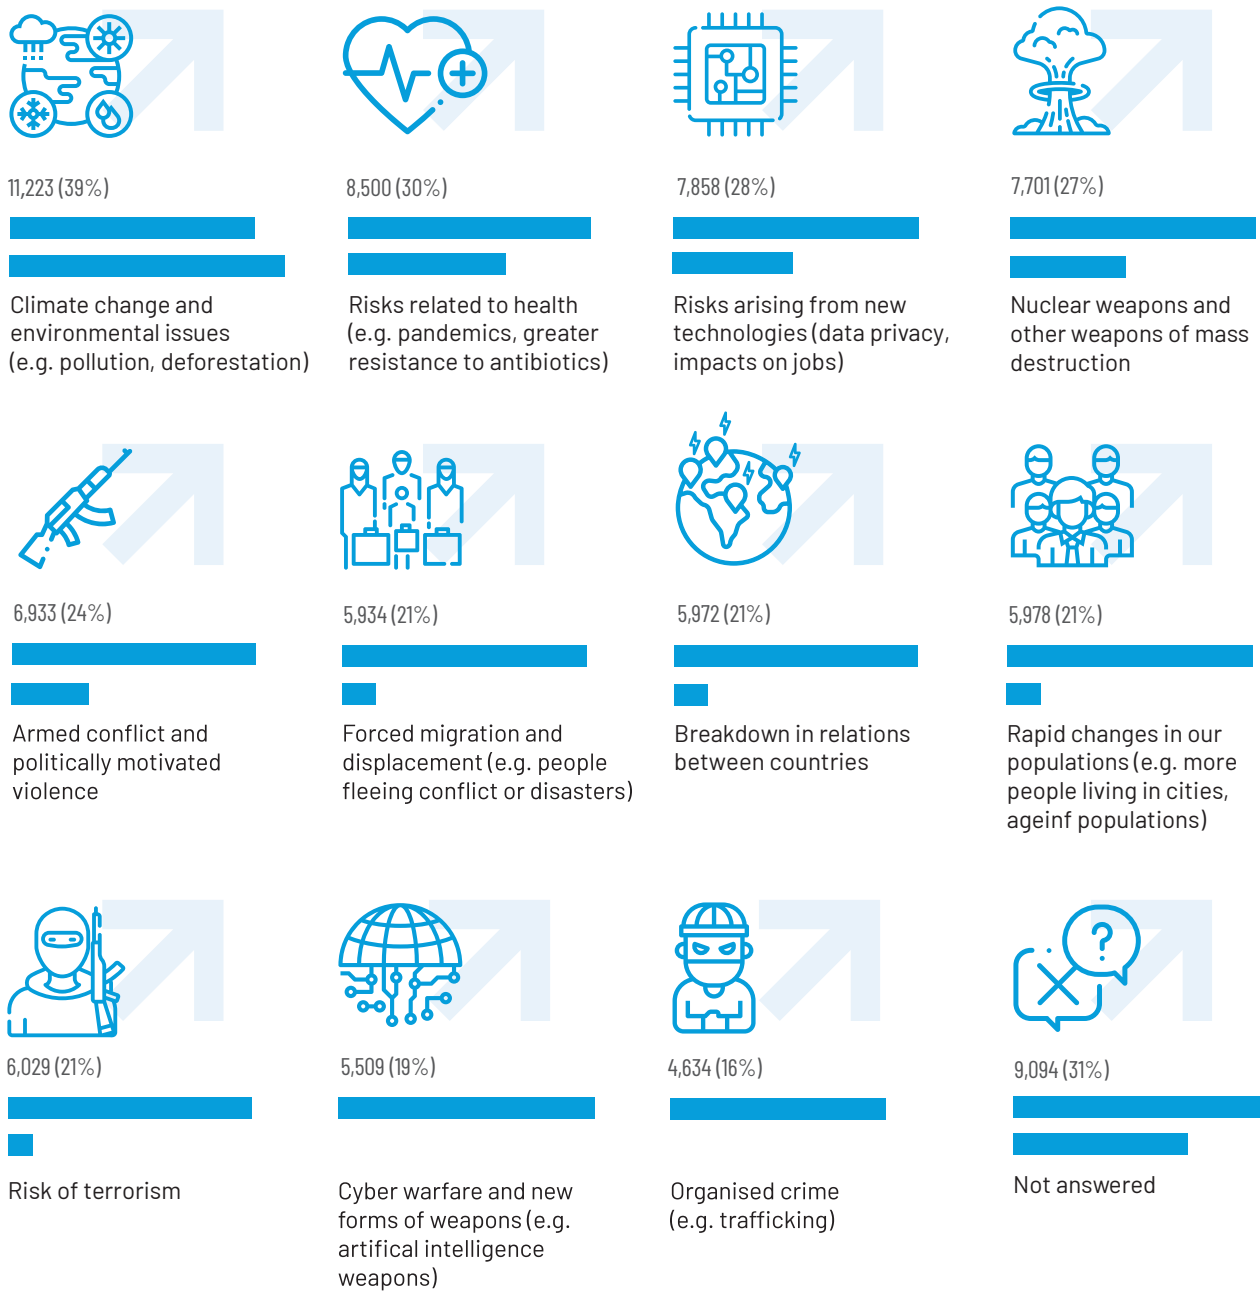 11,223 (39%)
Climate change and
environmental issues
(e.g. pollution, deforestation)
8,500 (30%)
Risks related to health
(e.g. pandemics, greater
resistance to antibiotics)
7,858 (28%)
Risks arising from new
technologies (data privacy,
impacts on jobs)
7,701 (27%)
Nuclear weapons and
other weapons of mass
destruction
6,933 (24%)
Armed conflict and
politically motivated
violence
5,934 (21%)
Forced migration and
displacement (e.g. people
fleeing conflict or disasters)
5,972 (21%)
Breakdown in relations
between countries
5,978 (21%)
Rapid changes in our
populations (e.g. more
people living in cities,
ageinf populations)
6,029 (21%)
Risk of terrorism
5,509 (19%)
Cyber warfare and new
forms of weapons (e.g.
artifical intelligence
weapons)
4,634 (16%)
Organised crime
(e.g. trafficking)
?
9,094 (31%)
Not answered